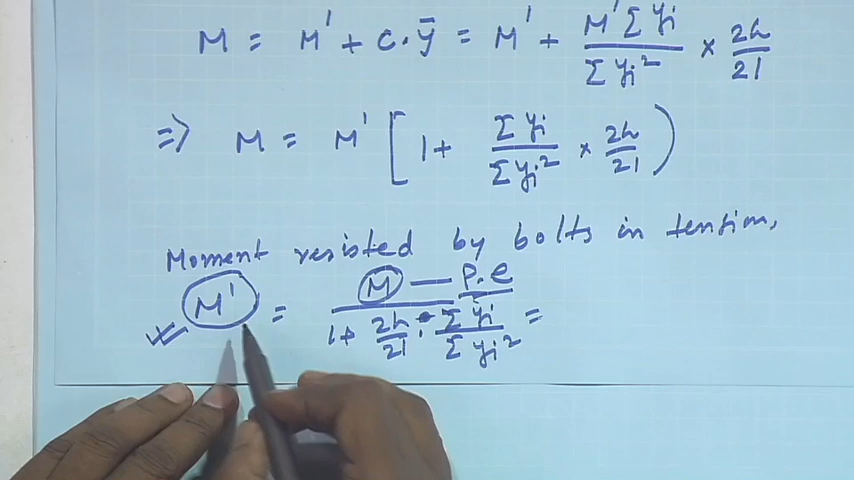 M = M' + C·ȳ = M' + M'Σyi / Σyi² × 2h/21
⇒ M = M' [1 + Σyi / Σyi² × 2h/21)
Moment resisted by bolts in tension,
M' = M — P.e / 1 + 2h/21 · Σyi / Σyi² =